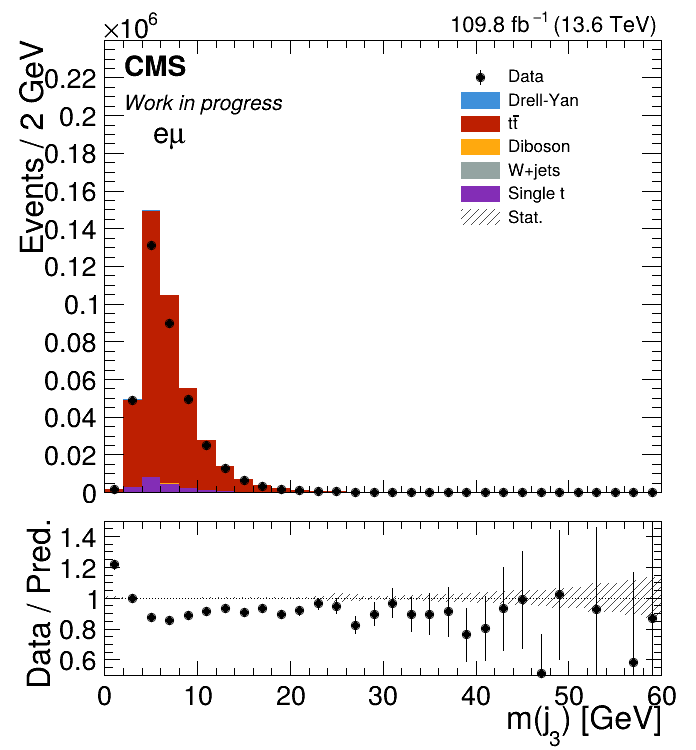 ×10⁶
109.8 fb⁻¹ (13.6 TeV)
CMS
Work in progress
eμ
Data
Drell-Yan
tt̄
Diboson
W+jets
Single t
Stat.
Events / 2 GeV
0.22
0.2
0.18
0.16
0.14
0.12
0.1
0.08
0.06
0.04
0.02
0
Data / Pred.
1.4
1.2
1
0.8
0.6
0 10 20 30 40 50 60
m(j₃) [GeV]